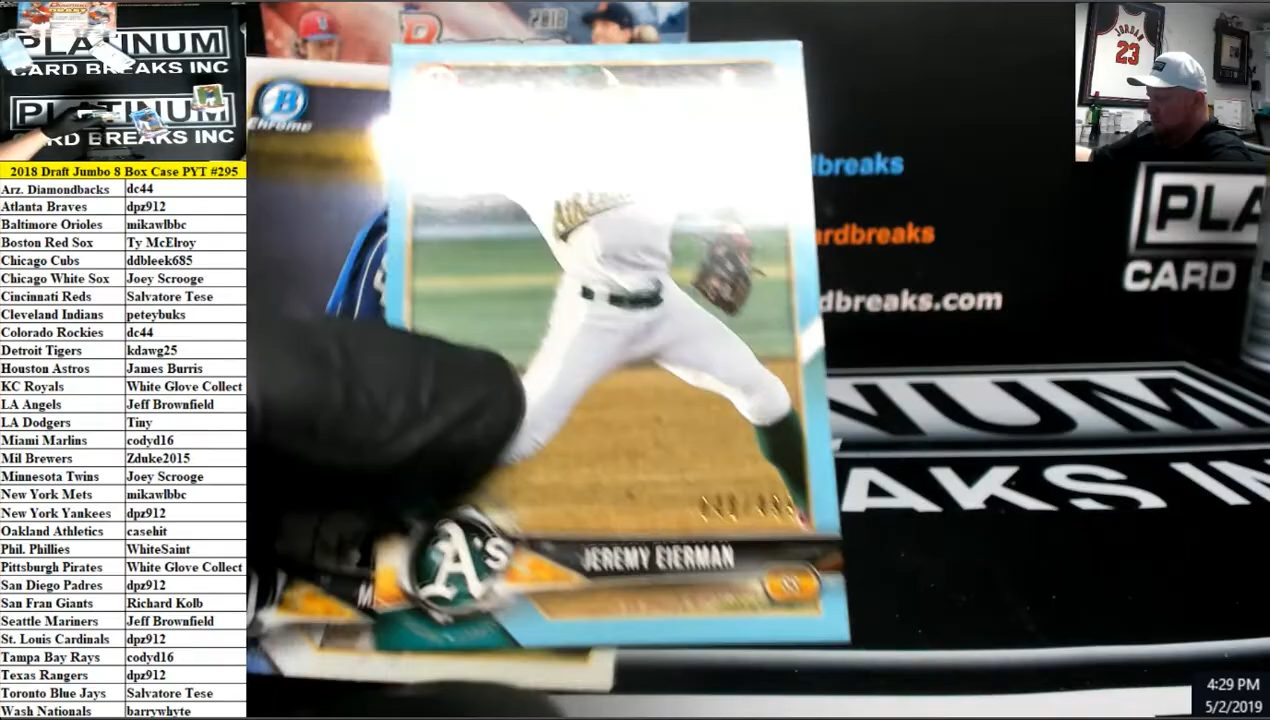 PLATINUM
CARD BREAKS INC
PLATINUM
CARD BREAKS INC
2018 Draft Jumbo 8 Box Case PYT #295
Arz. Diamondbacks dc44
Atlanta Braves dpz912
Baltimore Orioles mikawlbbc
Boston Red Sox Ty McElroy
Chicago Cubs ddbleek685
Chicago White Sox Joey Scrooge
Cincinnati Reds Salvatore Tese
Cleveland Indians peteybuks
Colorado Rockies dc44
Detroit Tigers kdawg25
Houston Astros James Burris
KC Royals White Glove Collect
LA Angels Jeff Brownfield
LA Dodgers Tiny
Miami Marlins codyd16
Mil Brewers Zduke2015
Minnesota Twins Joey Scrooge
New York Mets mikawlbbc
New York Yankees dpz912
Oakland Athletics casehit
Phil. Phillies WhiteSaint
Pittsburgh Pirates White Glove Collect
San Diego Padres dpz912
San Fran Giants Richard Kolb
Seattle Mariners Jeff Brownfield
St. Louis Cardinals dpz912
Tampa Bay Rays codyd16
Texas Rangers dpz912
Toronto Blue Jays Salvatore Tese
Wash Nationals barrywhyte
2018
B
Chrome
A's
JEREMY EIERMAN
dbreaks
ardbreaks
dbreaks.com
PLA
CARD
NUM
AKS IN
JORDAN
23
4:29 PM
5/2/2019